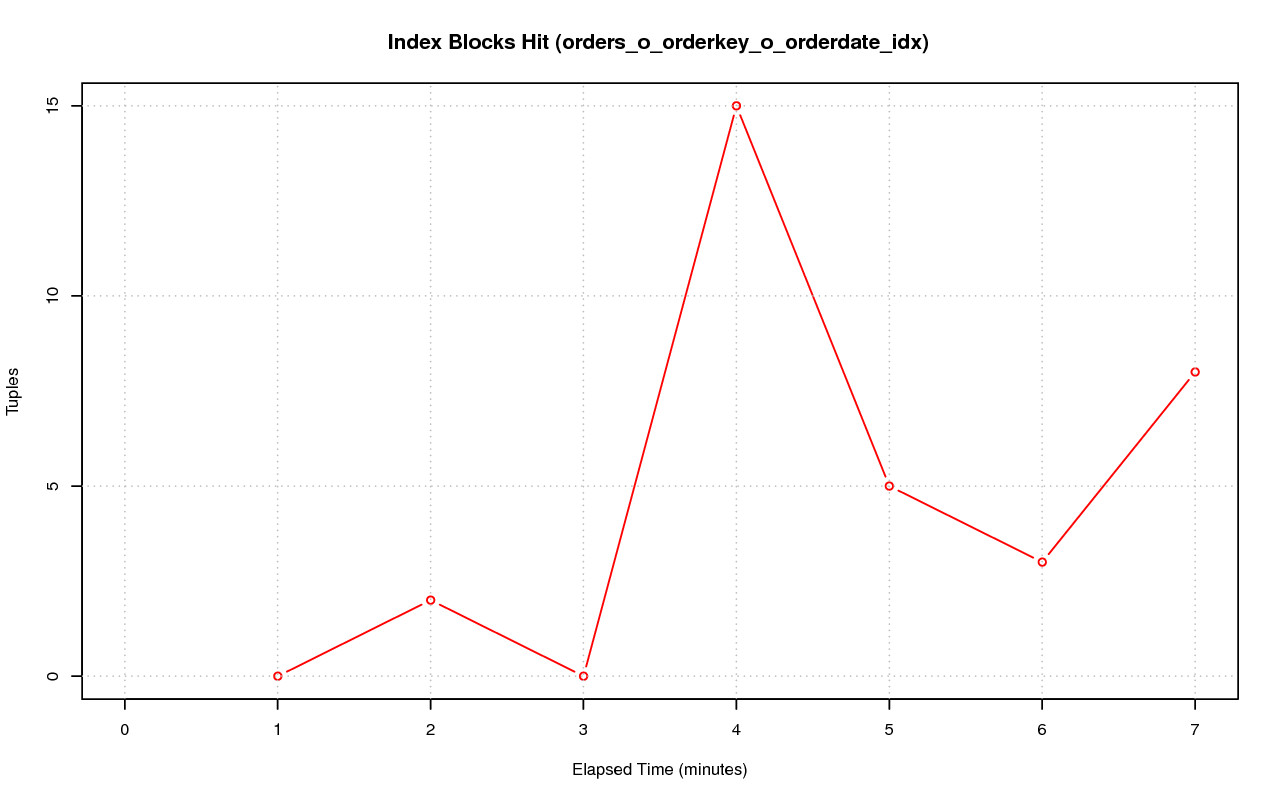 Index Blocks Hit (orders_o_orderkey_o_orderdate_idx)
Tuples
15
10
5
0
0 1 2 3 4 5 6 7
Elapsed Time (minutes)